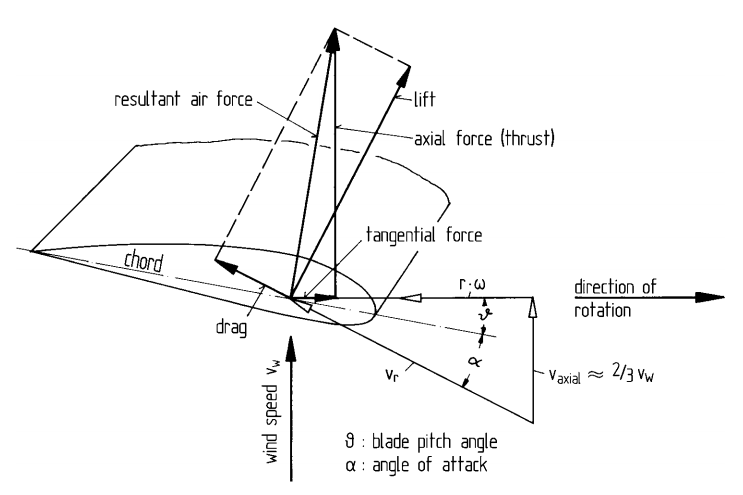 resultant air force
lift
axial force (thrust)
tangential force
chord
r·ω
direction of
rotation
ϑ
drag
α
v_r
v_axial ≈ 2/3 v_w
wind speed v_w
ϑ : blade pitch angle
α : angle of attack